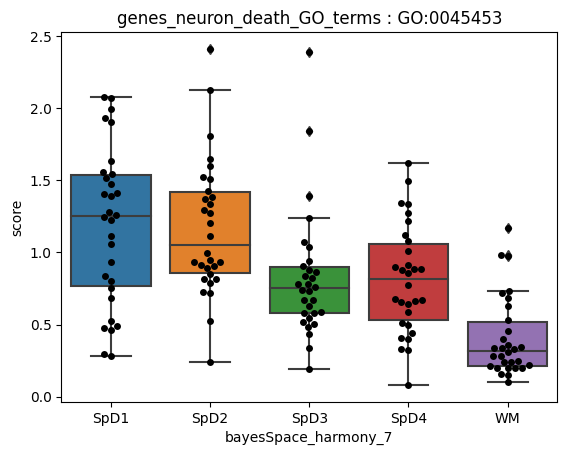 genes_neuron_death_GO_terms : GO:0045453
2.5
2.0
1.5
1.0
0.5
0.0
score
SpD1 SpD2 SpD3 SpD4 WM
bayesSpace_harmony_7